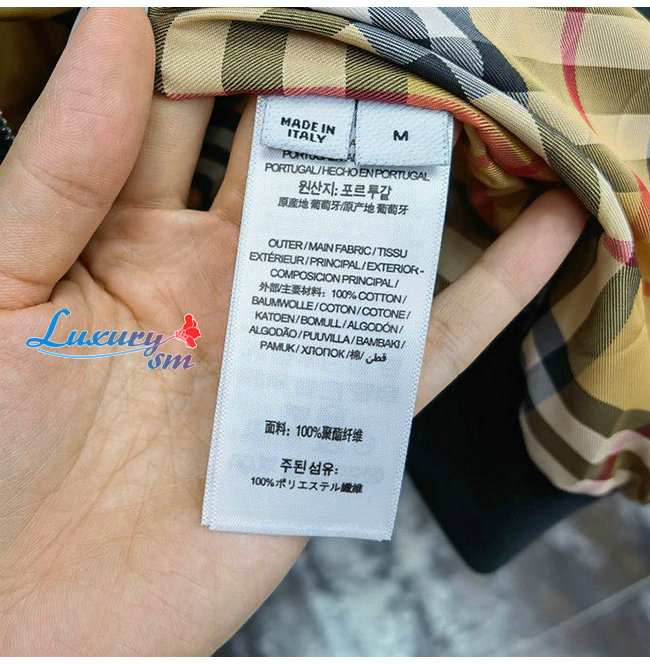 MADE IN
ITALY
M
PORTUGAL/HECHO EN PORTUGAL
원산지: 포르투갈
原産地 葡萄牙/原产地 葡萄牙
OUTER / MAIN FABRIC / TISSU
EXTÉRIEUR / PRINCIPAL / EXTERIOR-
COMPOSICION PRINCIPAL /
外部/主要材料: 100% COTTON /
BAUMWOLLE / COTON / COTONE /
KATOEN / BOMULL / ALGODÓN /
ALGODÃO / PUUVILLA / BAMBAKI /
PAMUK / ХЛОПОК / 棉/ قطن
面料: 100%聚酯纤维
주된 섬유:
100%ポリエステル繊維
Luxury
sm